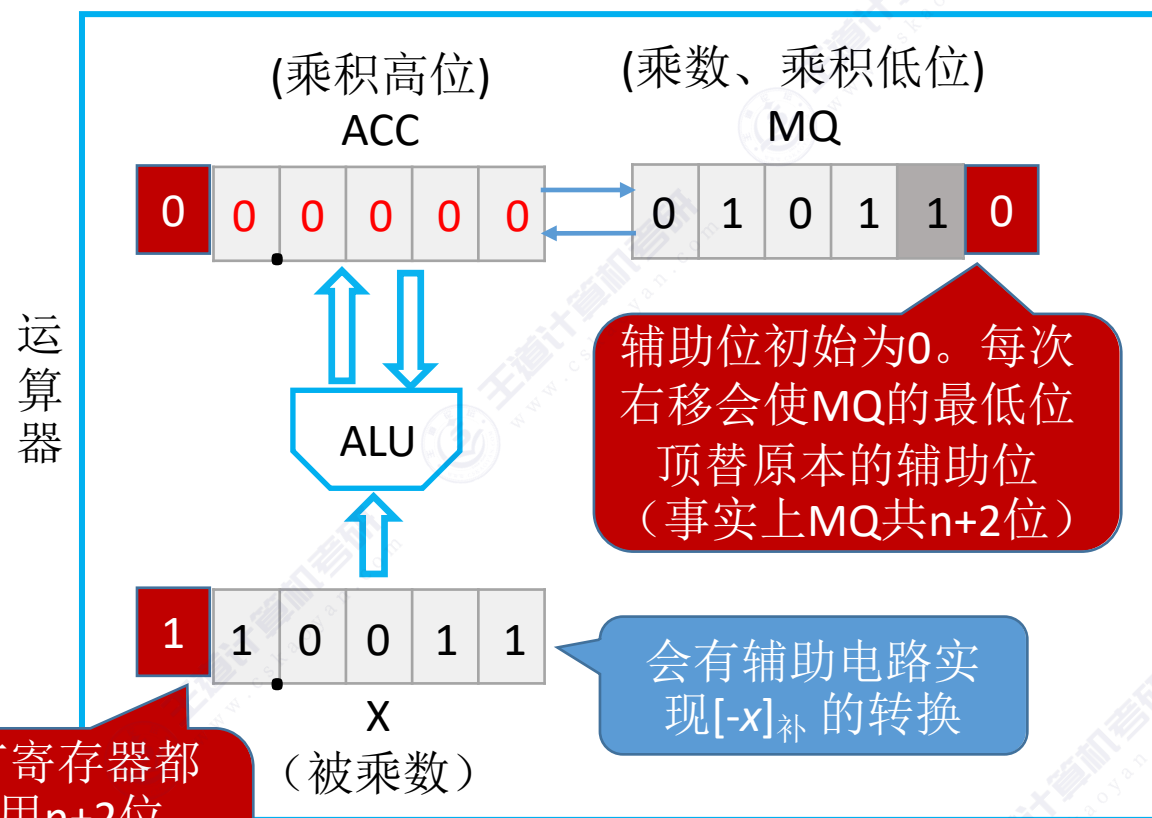 (乘积高位)
ACC
(乘数、乘积低位)
MQ
0 0 0 0 0 0
0 1 0 1 1 0
运算器
ALU
辅助位初始为0。每次
右移会使MQ的最低位
顶替原本的辅助位
（事实上MQ共n+2位）
1 1 0 0 1 1
X
（被乘数）
会有辅助电路实
现[-x]补 的转换
寄存器都
用n+2位